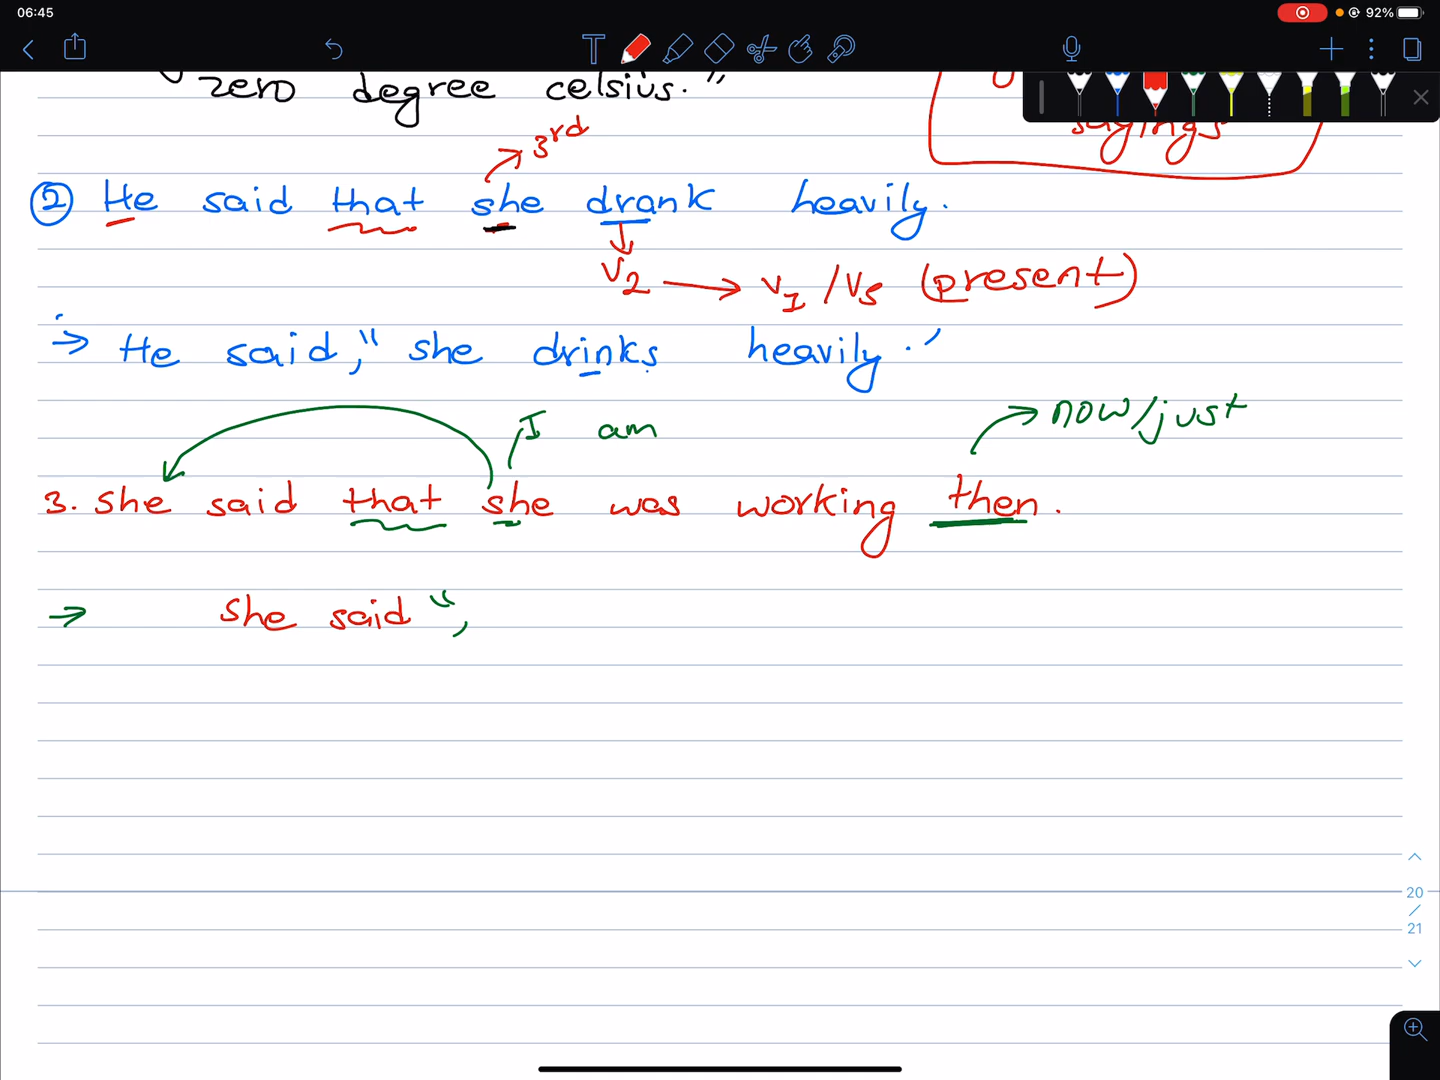 06:45
92%
zero degree celsius."
sayings
3rd
② He said that she drank heavily.
V2 → V1 / V5 (present)
→ He said," she drinks heavily.'
I am
now/just
3. she said that she was working then.
→ She said ",
20
/
21